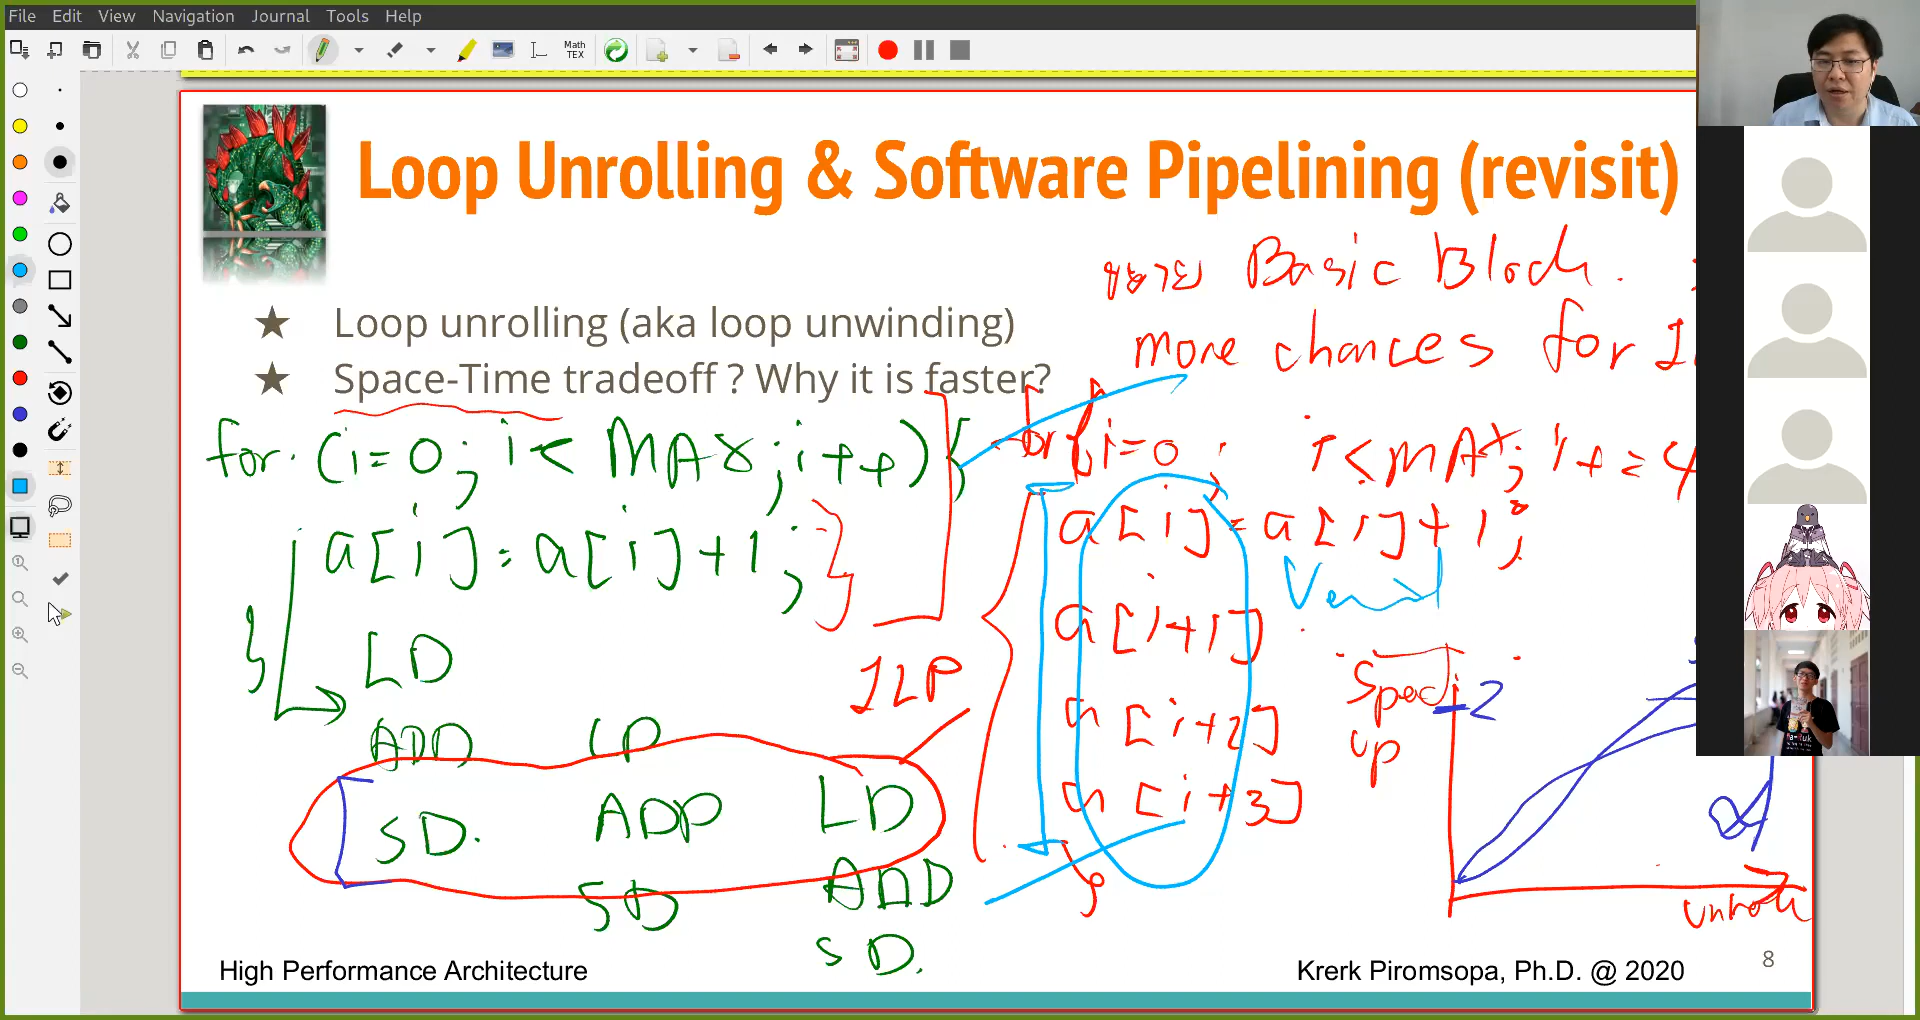 File Edit View Navigation Journal Tools Help
Math
TEX
Loop Unrolling & Software Pipelining (revisit)
ขยาย Basic Block.
more chances for
★ Loop unrolling (aka loop unwinding)
★ Space-Time tradeoff ? Why it is faster?
for (i=0; i< MAX; i++) {
a[i] = a[i]+1;
}
LD
ADD LD
SD. ADD LD
SD ADD
SD.
ILP
for (i=0; i<MAX; i+=4
a[i] = a[i]+1;
a[i+1]
a[i+2]
a[i+3]
}
Speed
up
2
High Performance Architecture
Krerk Piromsopa, Ph.D. @ 2020
8